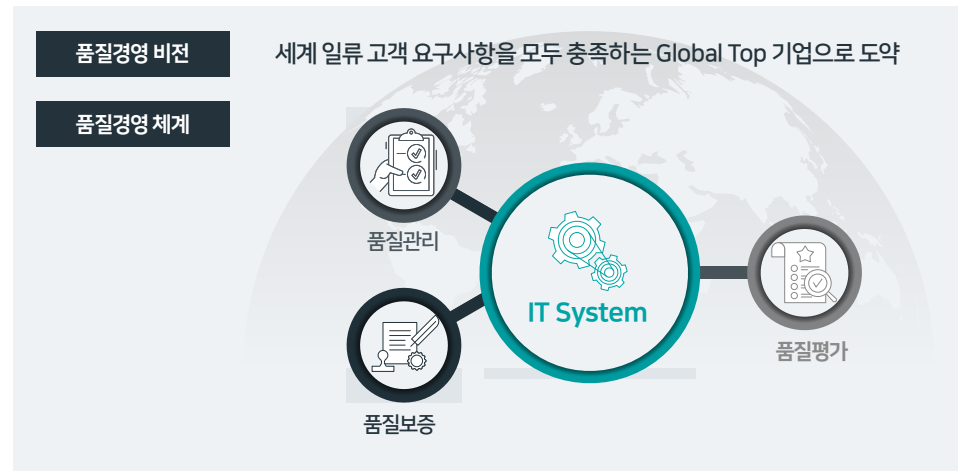 품질경영 비전
세계 일류 고객 요구사항을 모두 충족하는 Global Top 기업으로 도약
품질경영 체계
품질관리
IT System
품질평가
품질보증